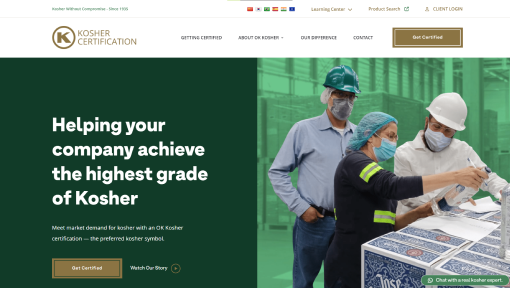 Kosher Without Compromise - Since 1935
Learning Center
Product Search
CLIENT LOGIN
K KOSHER
CERTIFICATION
GETTING CERTIFIED
ABOUT OK KOSHER
OUR DIFFERENCE
CONTACT
Get Certified
Helping your
company achieve
the highest grade
of Kosher
Meet market demand for kosher with an OK Kosher
certification — the preferred kosher symbol.
Get Certified
Watch Our Story
JOSE
Chat with a real kosher expert.